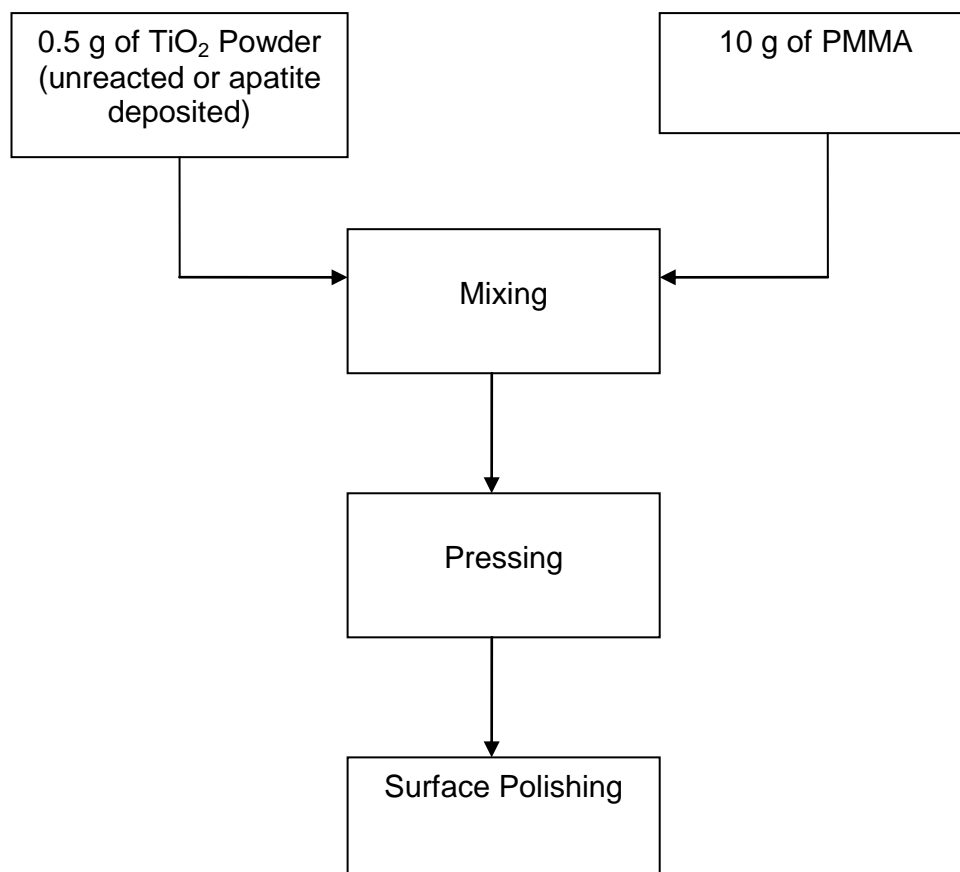 0.5 g of TiO₂ Powder
(unreacted or apatite
deposited)
10 g of PMMA
Mixing
Pressing
Surface Polishing